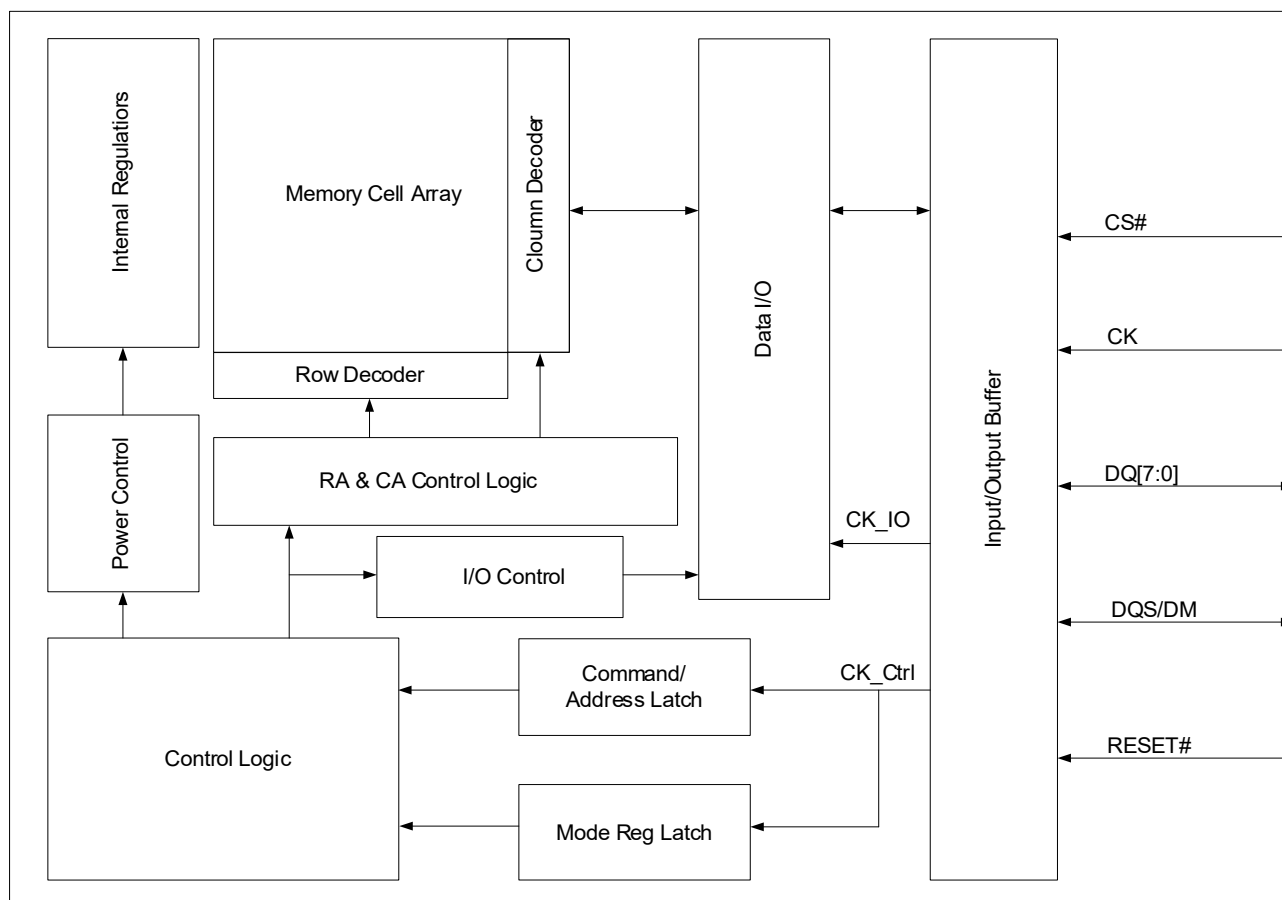 Internal Regulatiors
Memory Cell Array
Cloumn Decoder
Row Decoder
Data I/O
Input/Output Buffer
CS#
CK
DQ[7:0]
DQS/DM
RESET#
Power Control
RA & CA Control Logic
CK_IO
I/O Control
Control Logic
Command/
Address Latch
CK_Ctrl
Mode Reg Latch